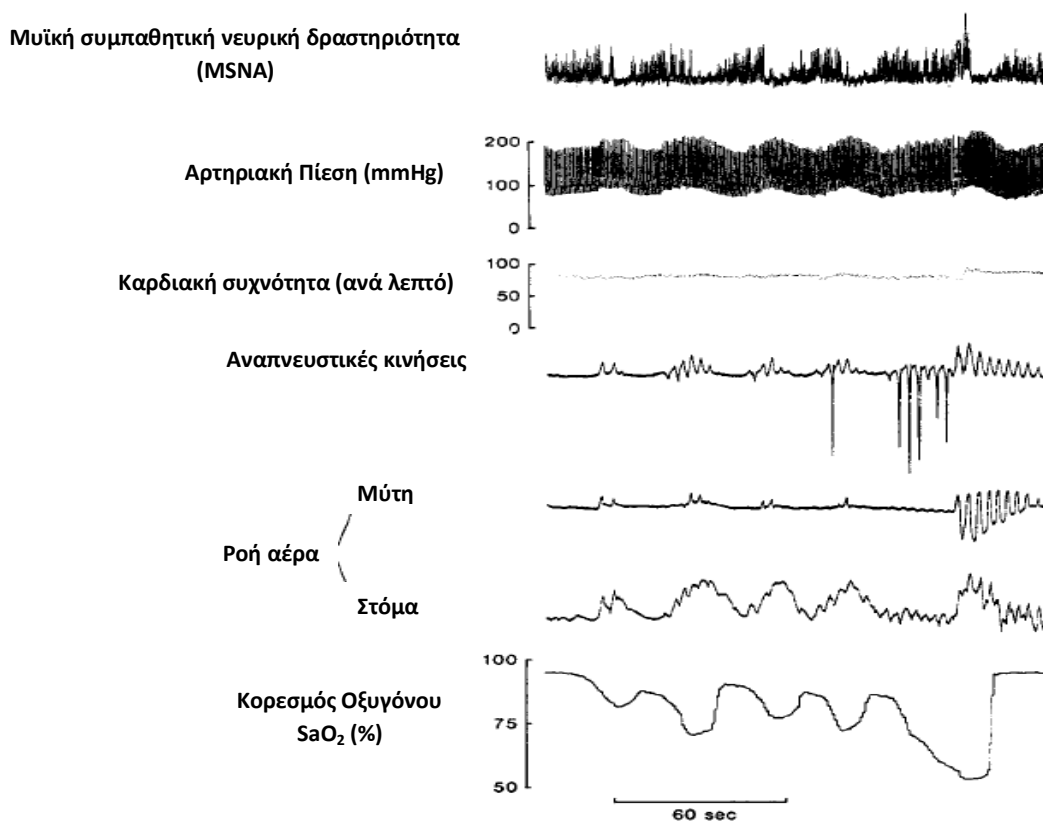 Μυϊκή συμπαθητική νευρική δραστηριότητα
(MSNA)
200
Αρτηριακή Πίεση (mmHg)
100
0
100
Καρδιακή συχνότητα (ανά λεπτό)
50
0
Αναπνευστικές κινήσεις
Μύτη
Ροή αέρα
Στόμα
100
Κορεσμός Οξυγόνου
75
SaO₂ (%)
50
60 sec